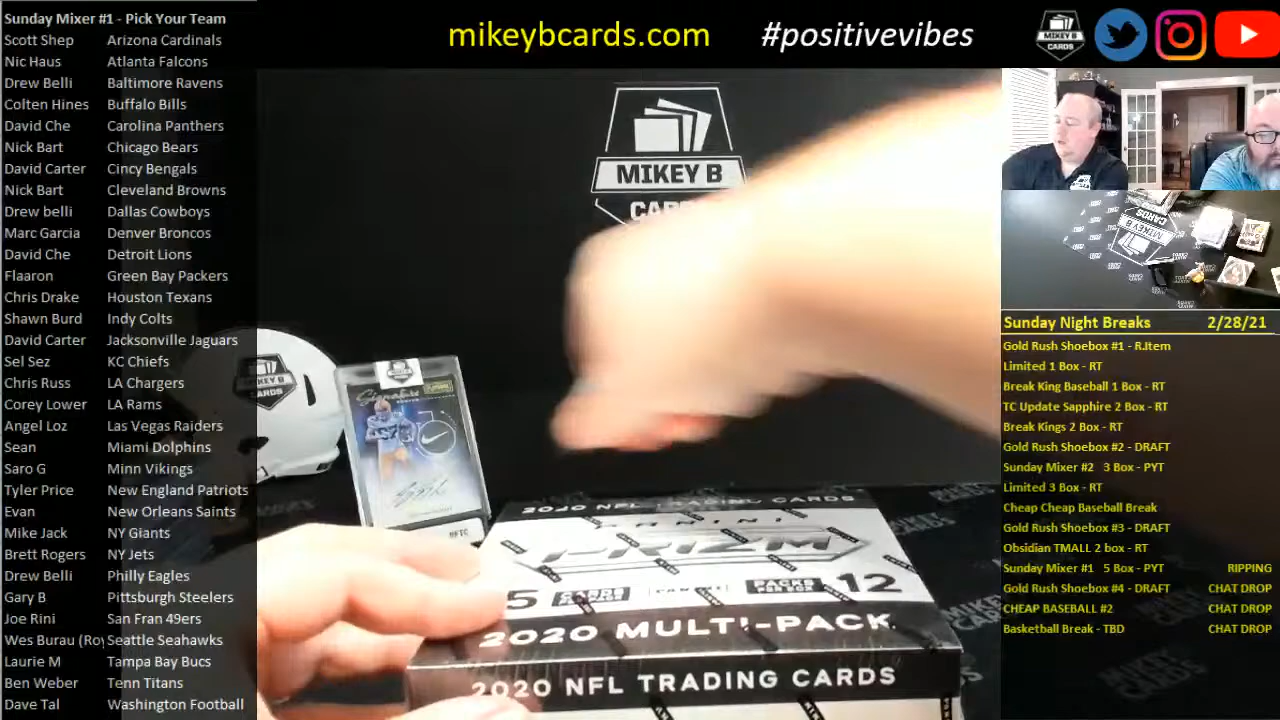 Sunday Mixer #1 - Pick Your Team
Scott Shep Arizona Cardinals
Nic Haus Atlanta Falcons
Drew Belli Baltimore Ravens
Colten Hines Buffalo Bills
David Che Carolina Panthers
Nick Bart Chicago Bears
David Carter Cincy Bengals
Nick Bart Cleveland Browns
Drew belli Dallas Cowboys
Marc Garcia Denver Broncos
David Che Detroit Lions
Flaaron Green Bay Packers
Chris Drake Houston Texans
Shawn Burd Indy Colts
David Carter Jacksonville Jaguars
Sel Sez KC Chiefs
Chris Russ LA Chargers
Corey Lower LA Rams
Angel Loz Las Vegas Raiders
Sean Miami Dolphins
Saro G Minn Vikings
Tyler Price New England Patriots
Evan New Orleans Saints
Mike Jack NY Giants
Brett Rogers NY Jets
Drew Belli Philly Eagles
Gary B Pittsburgh Steelers
Joe Rini San Fran 49ers
Wes Burau (Ro Seattle Seahawks
Laurie M Tampa Bay Bucs
Ben Weber Tenn Titans
Dave Tal Washington Football
mikeybcards.com #positivevibes
MIKEY B
CARDS
MIKEY B
MIKEY B
CARDS
Signature
2020 NFL TRADING CARDS
PANINI
PRIZM
5 CARDS PER PACK PANINI 12 PACKS PER BOX
2020 MULTI-PACK
2020 NFL TRADING CARDS
Sunday Night Breaks 2/28/21
Gold Rush Shoebox #1 - R.Item
Limited 1 Box - RT
Break King Baseball 1 Box - RT
TC Update Sapphire 2 Box - RT
Break Kings 2 Box - RT
Gold Rush Shoebox #2 - DRAFT
Sunday Mixer #2 3 Box - PYT
Limited 3 Box - RT
Cheap Cheap Baseball Break
Gold Rush Shoebox #3 - DRAFT
Obsidian TMALL 2 box - RT
Sunday Mixer #1 5 Box - PYT RIPPING
Gold Rush Shoebox #4 - DRAFT CHAT DROP
CHEAP BASEBALL #2 CHAT DROP
Basketball Break - TBD CHAT DROP